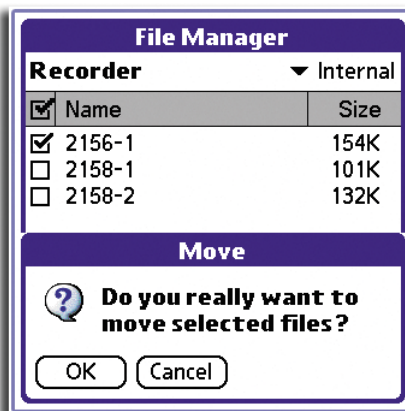 File Manager
Recorder Internal
Name Size
2156-1 154K
2158-1 101K
2158-2 132K
Move
? Do you really want to
move selected files?
OK Cancel